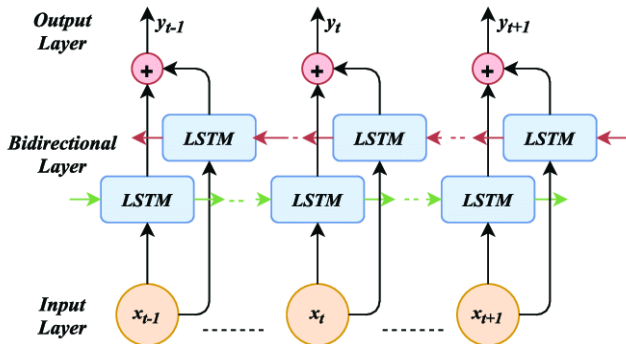 Output
Layer
y_{t-1}
y_t
y_{t+1}
+
+
+
Bidirectional
Layer
LSTM
LSTM
LSTM
LSTM
LSTM
LSTM
Input
Layer
x_{t-1}
x_t
x_{t+1}